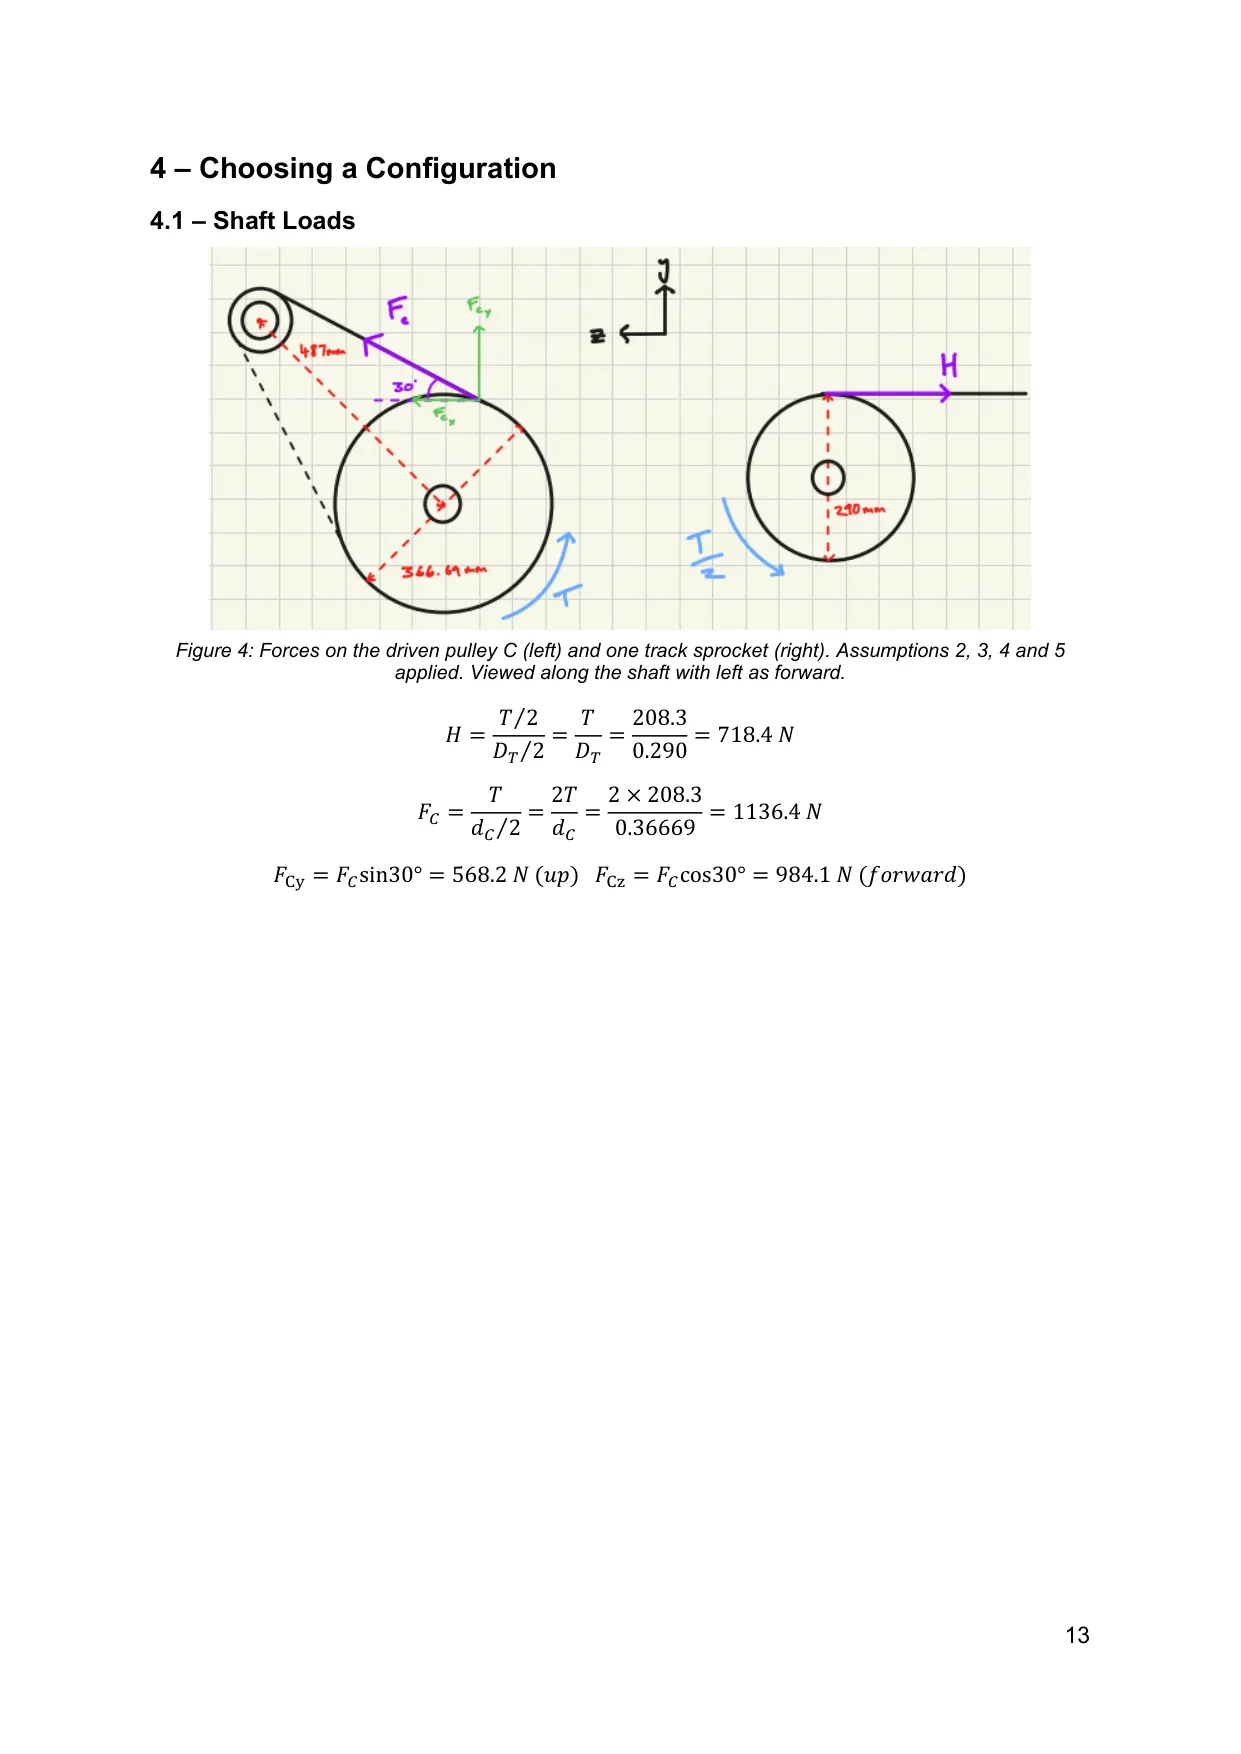 4 – Choosing a Configuration
4.1 – Shaft Loads
y
F_c
F_cy
z
487mm
H
30°
F_cx
290mm
T/2
366.69mm
T
Figure 4: Forces on the driven pulley C (left) and one track sprocket (right). Assumptions 2, 3, 4 and 5
applied. Viewed along the shaft with left as forward.
H = (T/2)/(D_T/2) = T/D_T = 208.3/0.290 = 718.4 N
F_C = T/(d_C/2) = 2T/d_C = (2 × 208.3)/0.36669 = 1136.4 N
F_Cy = F_C sin30° = 568.2 N (up) F_Cz = F_C cos30° = 984.1 N (forward)
13